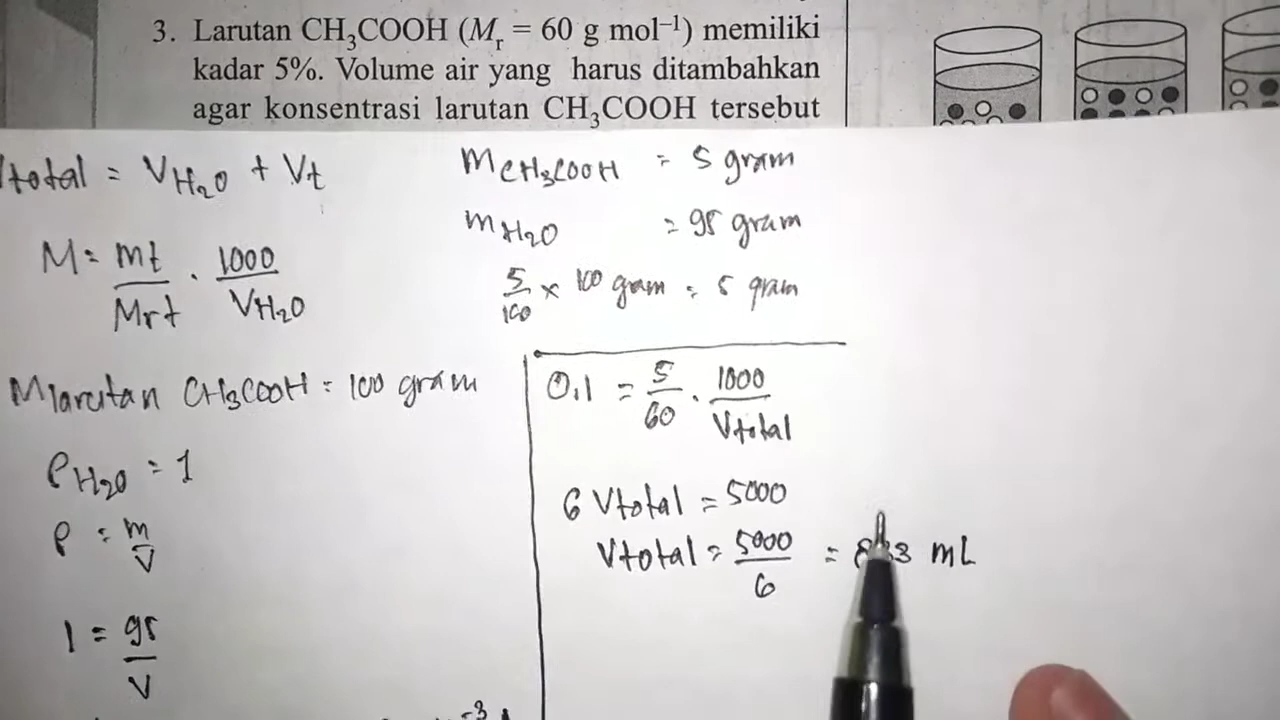 3. Larutan CH₃COOH (Mᵣ = 60 g mol⁻¹) memiliki
kadar 5%. Volume air yang harus ditambahkan
agar konsentrasi larutan CH₃COOH tersebut
Vtotal = VH₂O + Vt
M = mt/Mrt . 1000/VH₂O
Mlarutan CH₃COOH = 100 gram
ρH₂O = 1
ρ = m/V
1 = 95/V
mCH₃COOH = 5 gram
mH₂O = 95 gram
5/100 × 100 gram = 5 gram
0,1 = 5/60 . 1000/Vtotal
6 Vtotal = 5000
Vtotal = 5000/6 = 833 mL